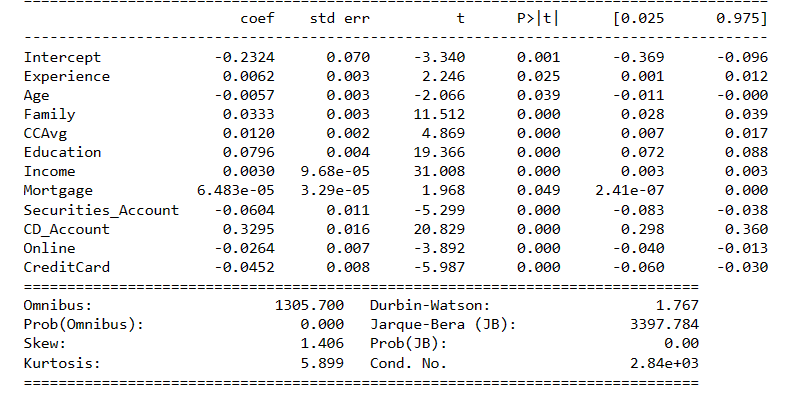 ==============================================================================================
coef std err t P>|t| [0.025 0.975]
----------------------------------------------------------------------------------------------
Intercept -0.2324 0.070 -3.340 0.001 -0.369 -0.096
Experience 0.0062 0.003 2.246 0.025 0.001 0.012
Age -0.0057 0.003 -2.066 0.039 -0.011 -0.000
Family 0.0333 0.003 11.512 0.000 0.028 0.039
CCAvg 0.0120 0.002 4.869 0.000 0.007 0.017
Education 0.0796 0.004 19.366 0.000 0.072 0.088
Income 0.0030 9.68e-05 31.008 0.000 0.003 0.003
Mortgage 6.483e-05 3.29e-05 1.968 0.049 2.41e-07 0.000
Securities_Account -0.0604 0.011 -5.299 0.000 -0.083 -0.038
CD_Account 0.3295 0.016 20.829 0.000 0.298 0.360
Online -0.0264 0.007 -3.892 0.000 -0.040 -0.013
CreditCard -0.0452 0.008 -5.987 0.000 -0.060 -0.030
==============================================================================
Omnibus: 1305.700 Durbin-Watson: 1.767
Prob(Omnibus): 0.000 Jarque-Bera (JB): 3397.784
Skew: 1.406 Prob(JB): 0.00
Kurtosis: 5.899 Cond. No. 2.84e+03
==============================================================================